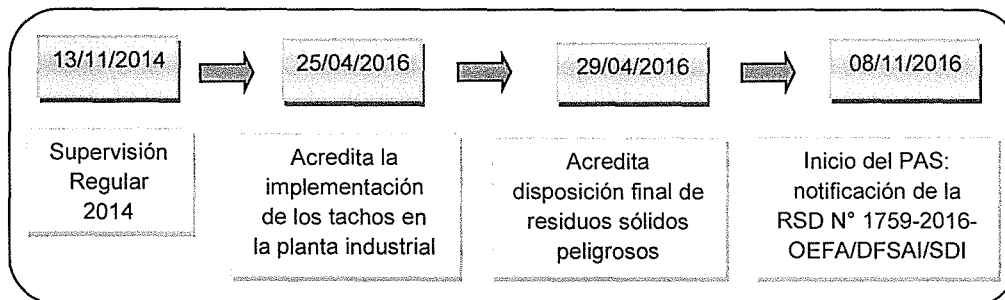 13/11/2014
25/04/2016
29/04/2016
08/11/2016
Supervisión
Regular
2014
Acredita la
implementación
de los tachos en
la planta industrial
Acredita
disposición final de
residuos sólidos
peligrosos
Inicio del PAS:
notificación de la
RSD N° 1759-2016-
OEFA/DFSAI/SDI